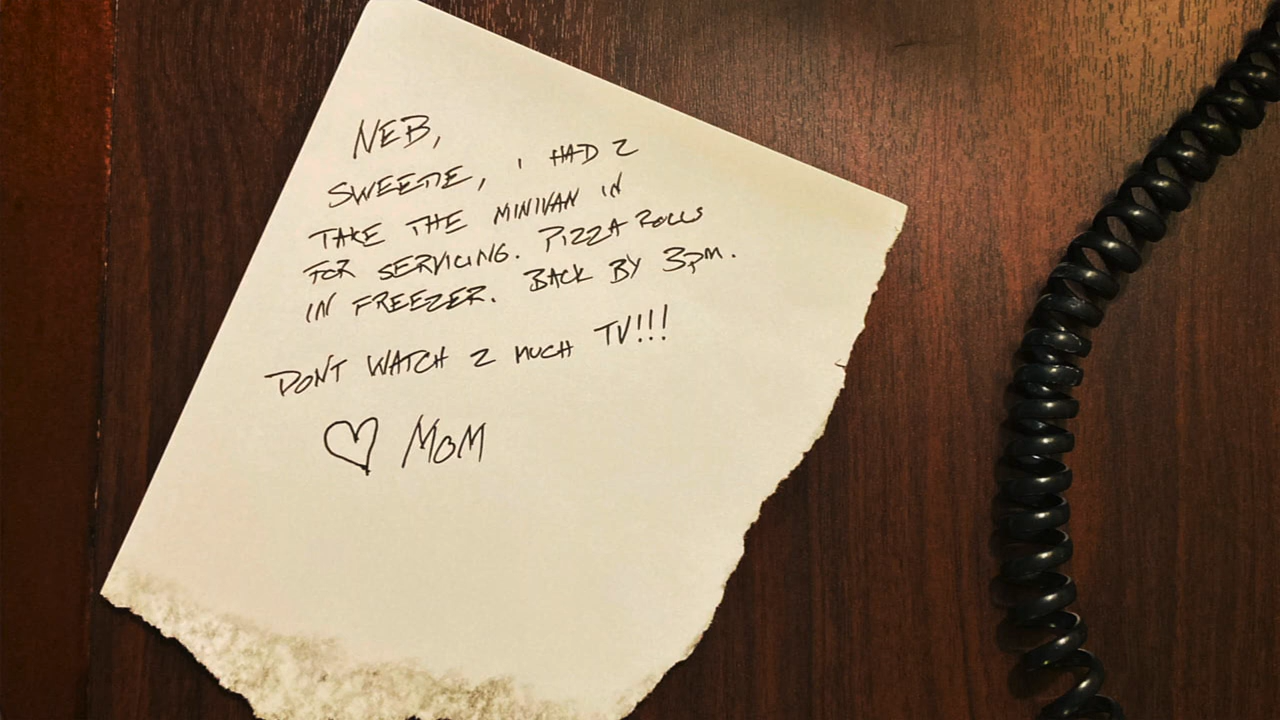 NEB,
SWEETIE, I HAD 2
TAKE THE MINIVAN IN
FOR SERVICING. PIZZA ROLLS
IN FREEZER. BACK BY 3PM.
DONT WATCH 2 MUCH TV!!!
♡ MOM